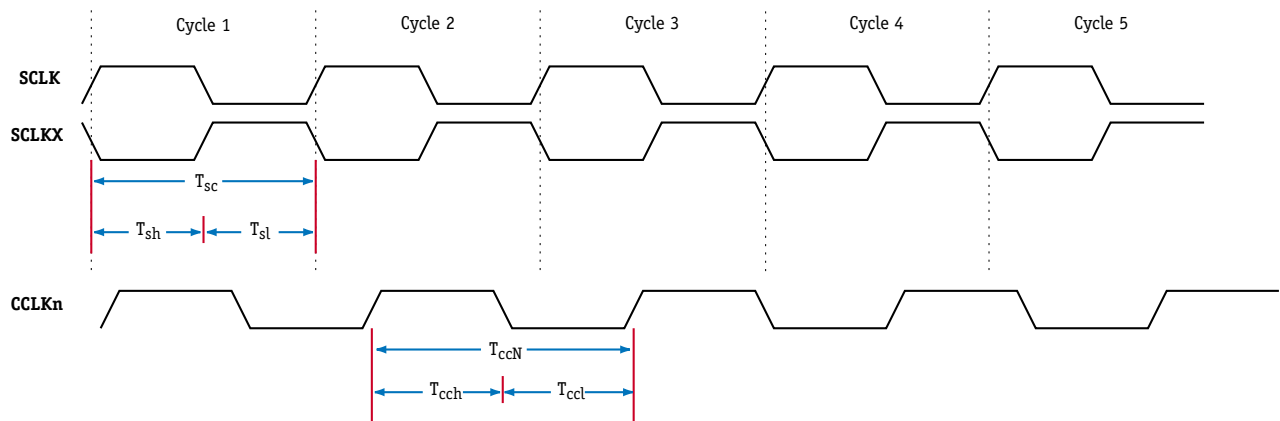 Cycle 1 Cycle 2 Cycle 3 Cycle 4 Cycle 5
SCLK
SCLKX
Tsc
Tsh Tsl
CCLKn
TccN
Tcch Tccl